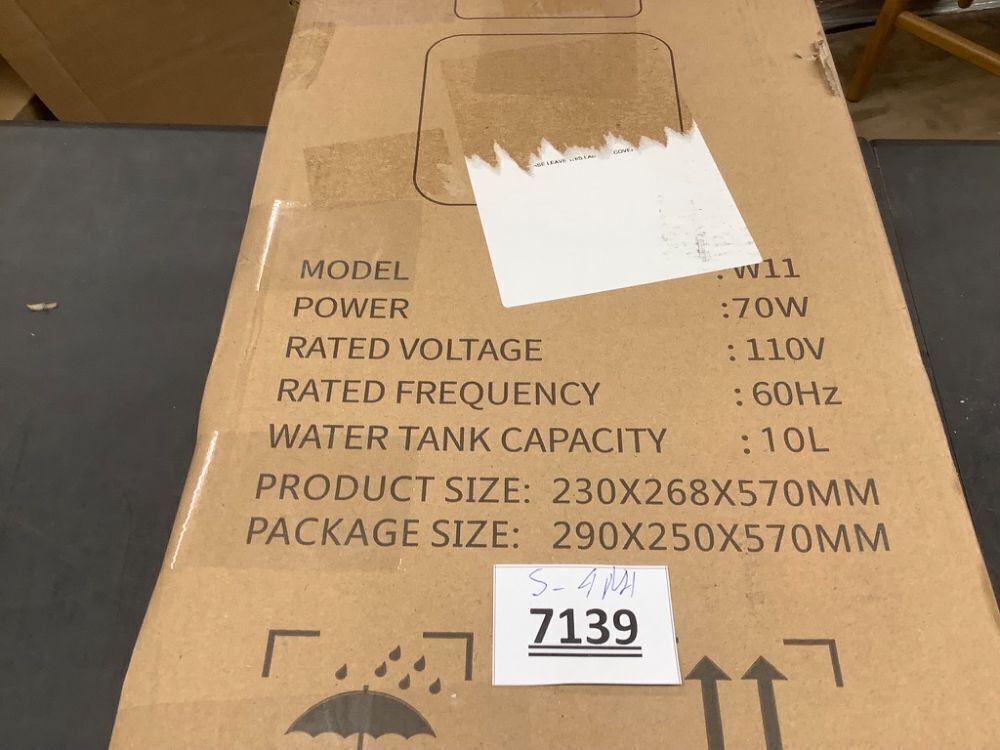 LEAVE
MODEL : W11
POWER :70W
RATED VOLTAGE : 110V
RATED FREQUENCY : 60Hz
WATER TANK CAPACITY : 10L
PRODUCT SIZE: 230X268X570MM
PACKAGE SIZE: 290X250X570MM
7139